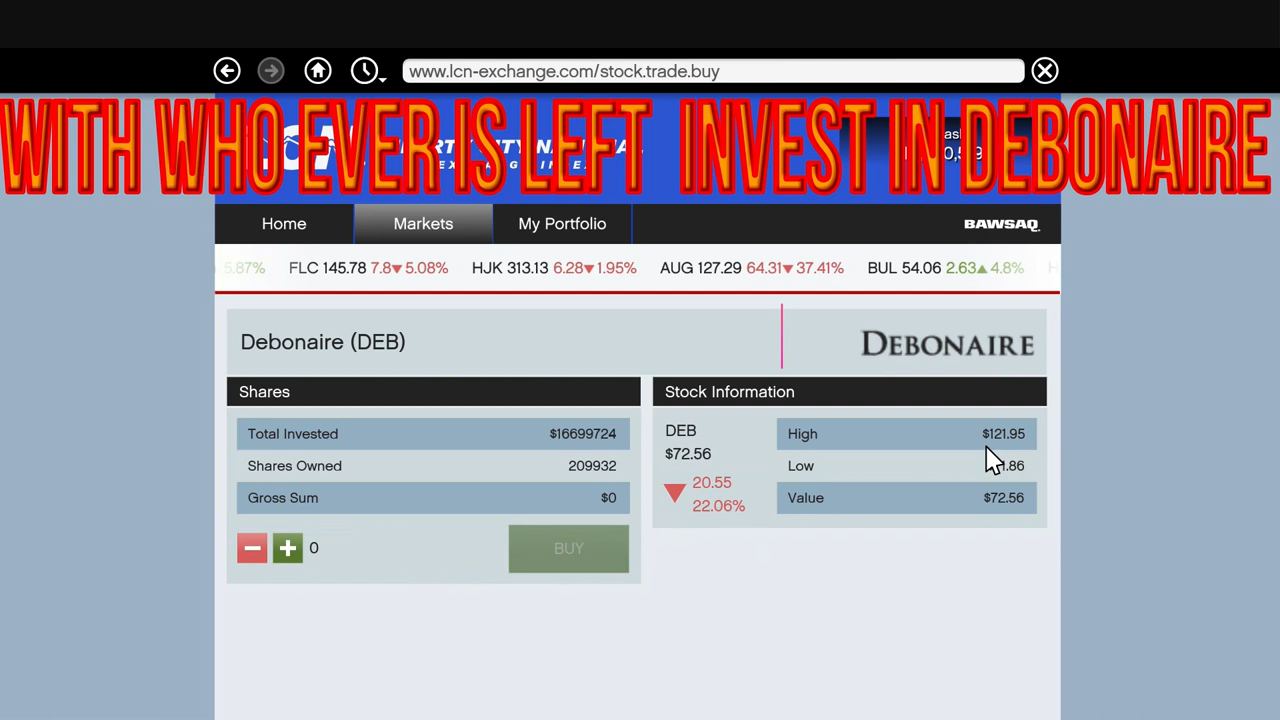 www.lcn-exchange.com/stock.trade.buy
WITH WHO EVER IS LEFT INVEST IN DEBONAIRE
Home Markets My Portfolio BAWSAQ
5.87% FLC 145.78 7.8▼5.08% HJK 313.13 6.28▼1.95% AUG 127.29 64.31▼37.41% BUL 54.06 2.63▲4.8%
Debonaire (DEB) DEBONAIRE
Shares
Total Invested $16699724
Shares Owned 209932
Gross Sum $0
0 BUY
Stock Information
DEB
$72.56
20.55
22.06%
High $121.95
Low .86
Value $72.56